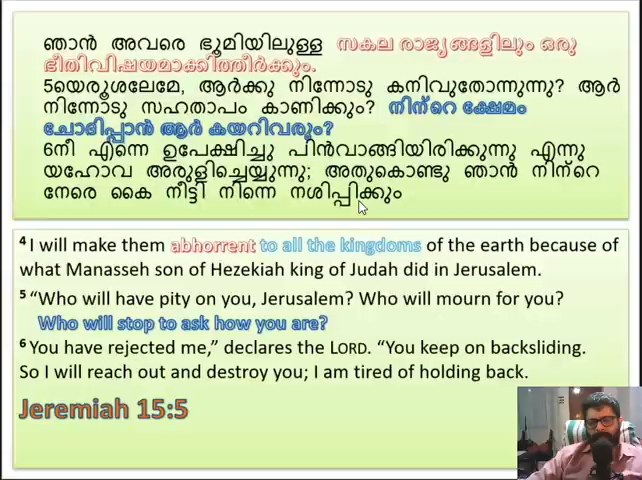 ഞാൻ അവരെ ഭൂമിയിലുള്ള സകല രാജ്യങ്ങളിലും ഒരു
ഭീതിവിഷയമാക്കിത്തീർക്കും.
5യെരൂശലേമേ, ആർക്കു നിന്നോടു കനിവുതോന്നുന്നു? ആർ
നിന്നോടു സഹതാപം കാണിക്കും? നിന്റെ ക്ഷേമം
ചോദിപ്പാൻ ആർ കയറിവരും?
6നീ എന്നെ ഉപേക്ഷിച്ചു പിൻവാങ്ങിയിരിക്കുന്നു എന്നു
യഹോവ അരുളിച്ചെയ്യുന്നു; അതുകൊണ്ടു ഞാൻ നിന്റെ
നേരെ കൈ നീട്ടി നിന്നെ നശിപ്പിക്കും
4 I will make them abhorrent to all the kingdoms of the earth because of
what Manasseh son of Hezekiah king of Judah did in Jerusalem.
5 “Who will have pity on you, Jerusalem? Who will mourn for you?
Who will stop to ask how you are?
6 You have rejected me,” declares the LORD. “You keep on backsliding.
So I will reach out and destroy you; I am tired of holding back.
Jeremiah 15:5